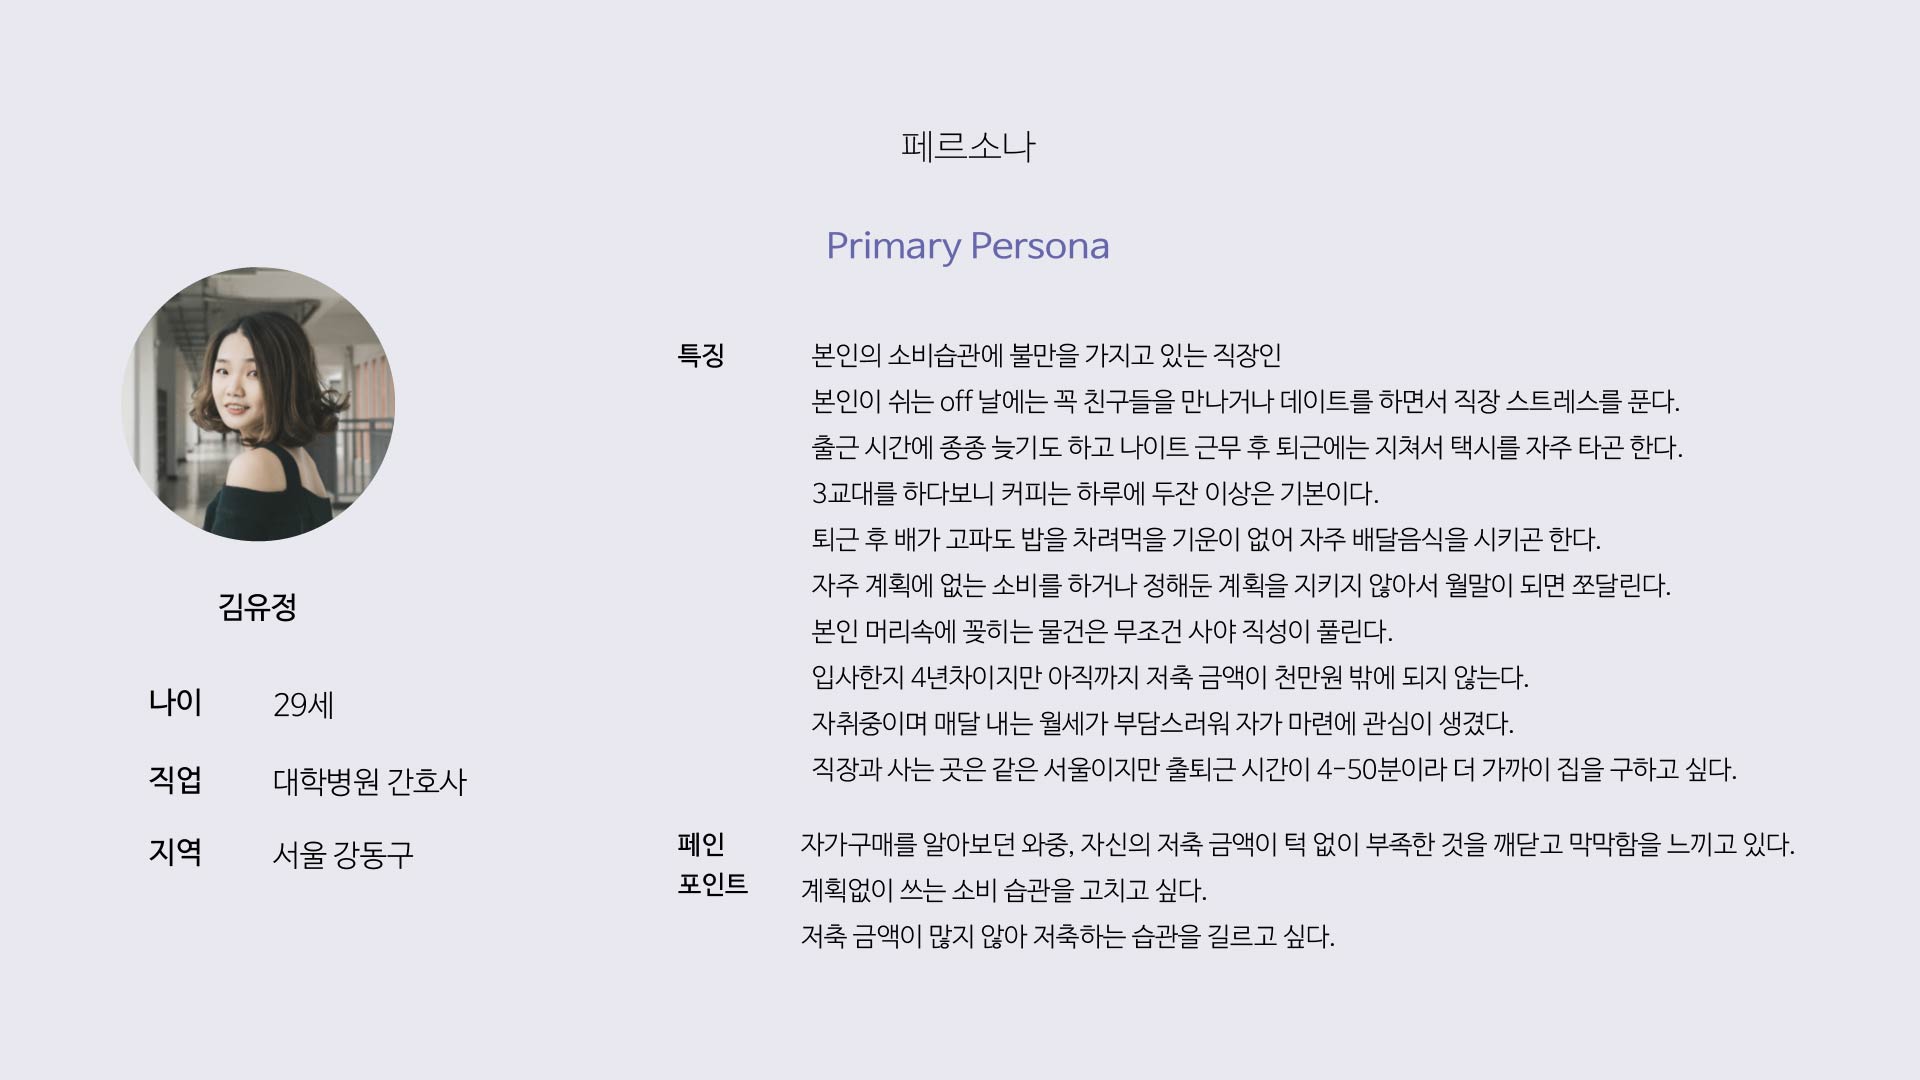 페르소나
Primary Persona
김유정
나이 29세
직업 대학병원 간호사
지역 서울 강동구
특징 본인의 소비습관에 불만을 가지고 있는 직장인
본인이 쉬는 off 날에는 꼭 친구들을 만나거나 데이트를 하면서 직장 스트레스를 푼다.
출근 시간에 종종 늦기도 하고 나이트 근무 후 퇴근에는 지쳐서 택시를 자주 타곤 한다.
3교대를 하다보니 커피는 하루에 두잔 이상은 기본이다.
퇴근 후 배가 고파도 밥을 차려먹을 기운이 없어 자주 배달음식을 시키곤 한다.
자주 계획에 없는 소비를 하거나 정해둔 계획을 지키지 않아서 월말이 되면 쪼달린다.
본인 머리속에 꽂히는 물건은 무조건 사야 직성이 풀린다.
입사한지 4년차이지만 아직까지 저축 금액이 천만원 밖에 되지 않는다.
자취중이며 매달 내는 월세가 부담스러워 자가 마련에 관심이 생겼다.
직장과 사는 곳은 같은 서울이지만 출퇴근 시간이 4-50분이라 더 가까이 집을 구하고 싶다.
페인 포인트
자가구매를 알아보던 와중, 자신의 저축 금액이 턱 없이 부족한 것을 깨닫고 막막함을 느끼고 있다.
계획없이 쓰는 소비 습관을 고치고 싶다.
저축 금액이 많지 않아 저축하는 습관을 길르고 싶다.